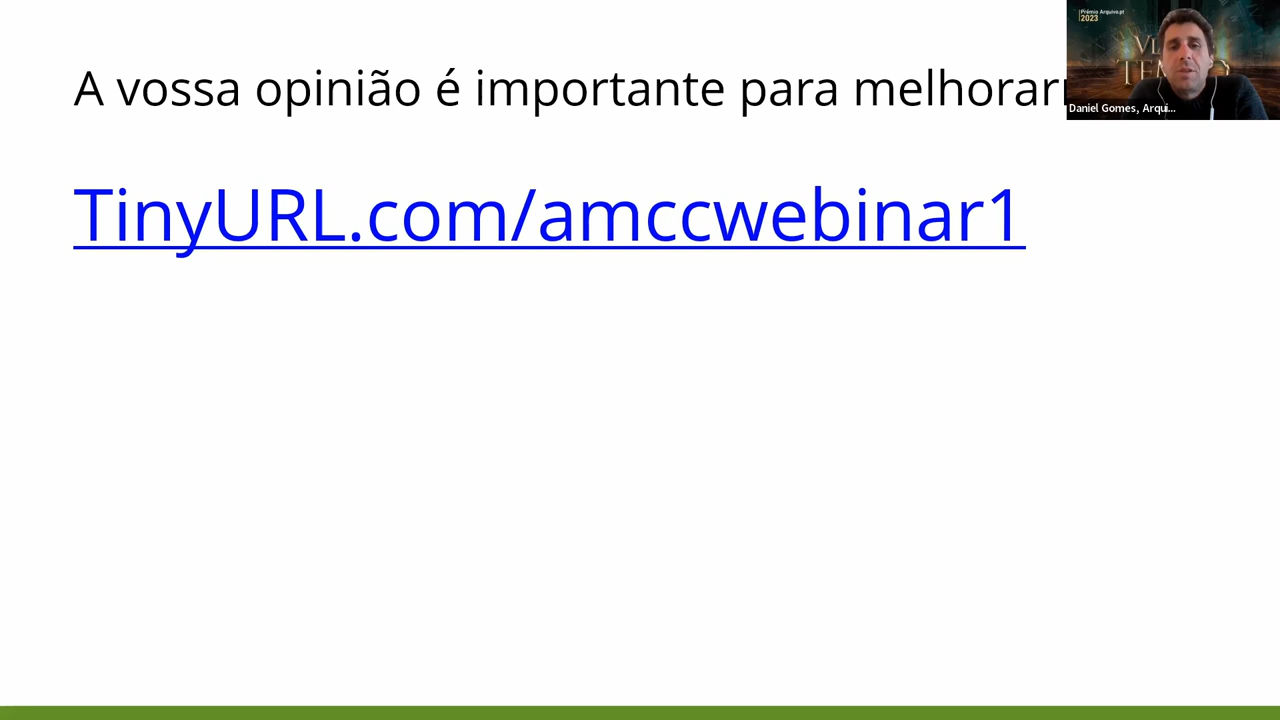 A vossa opinião é importante para melhorar
TinyURL.com/amccwebinar1
Prémio Arquivo.pt
2023
Daniel Gomes, Arqui...